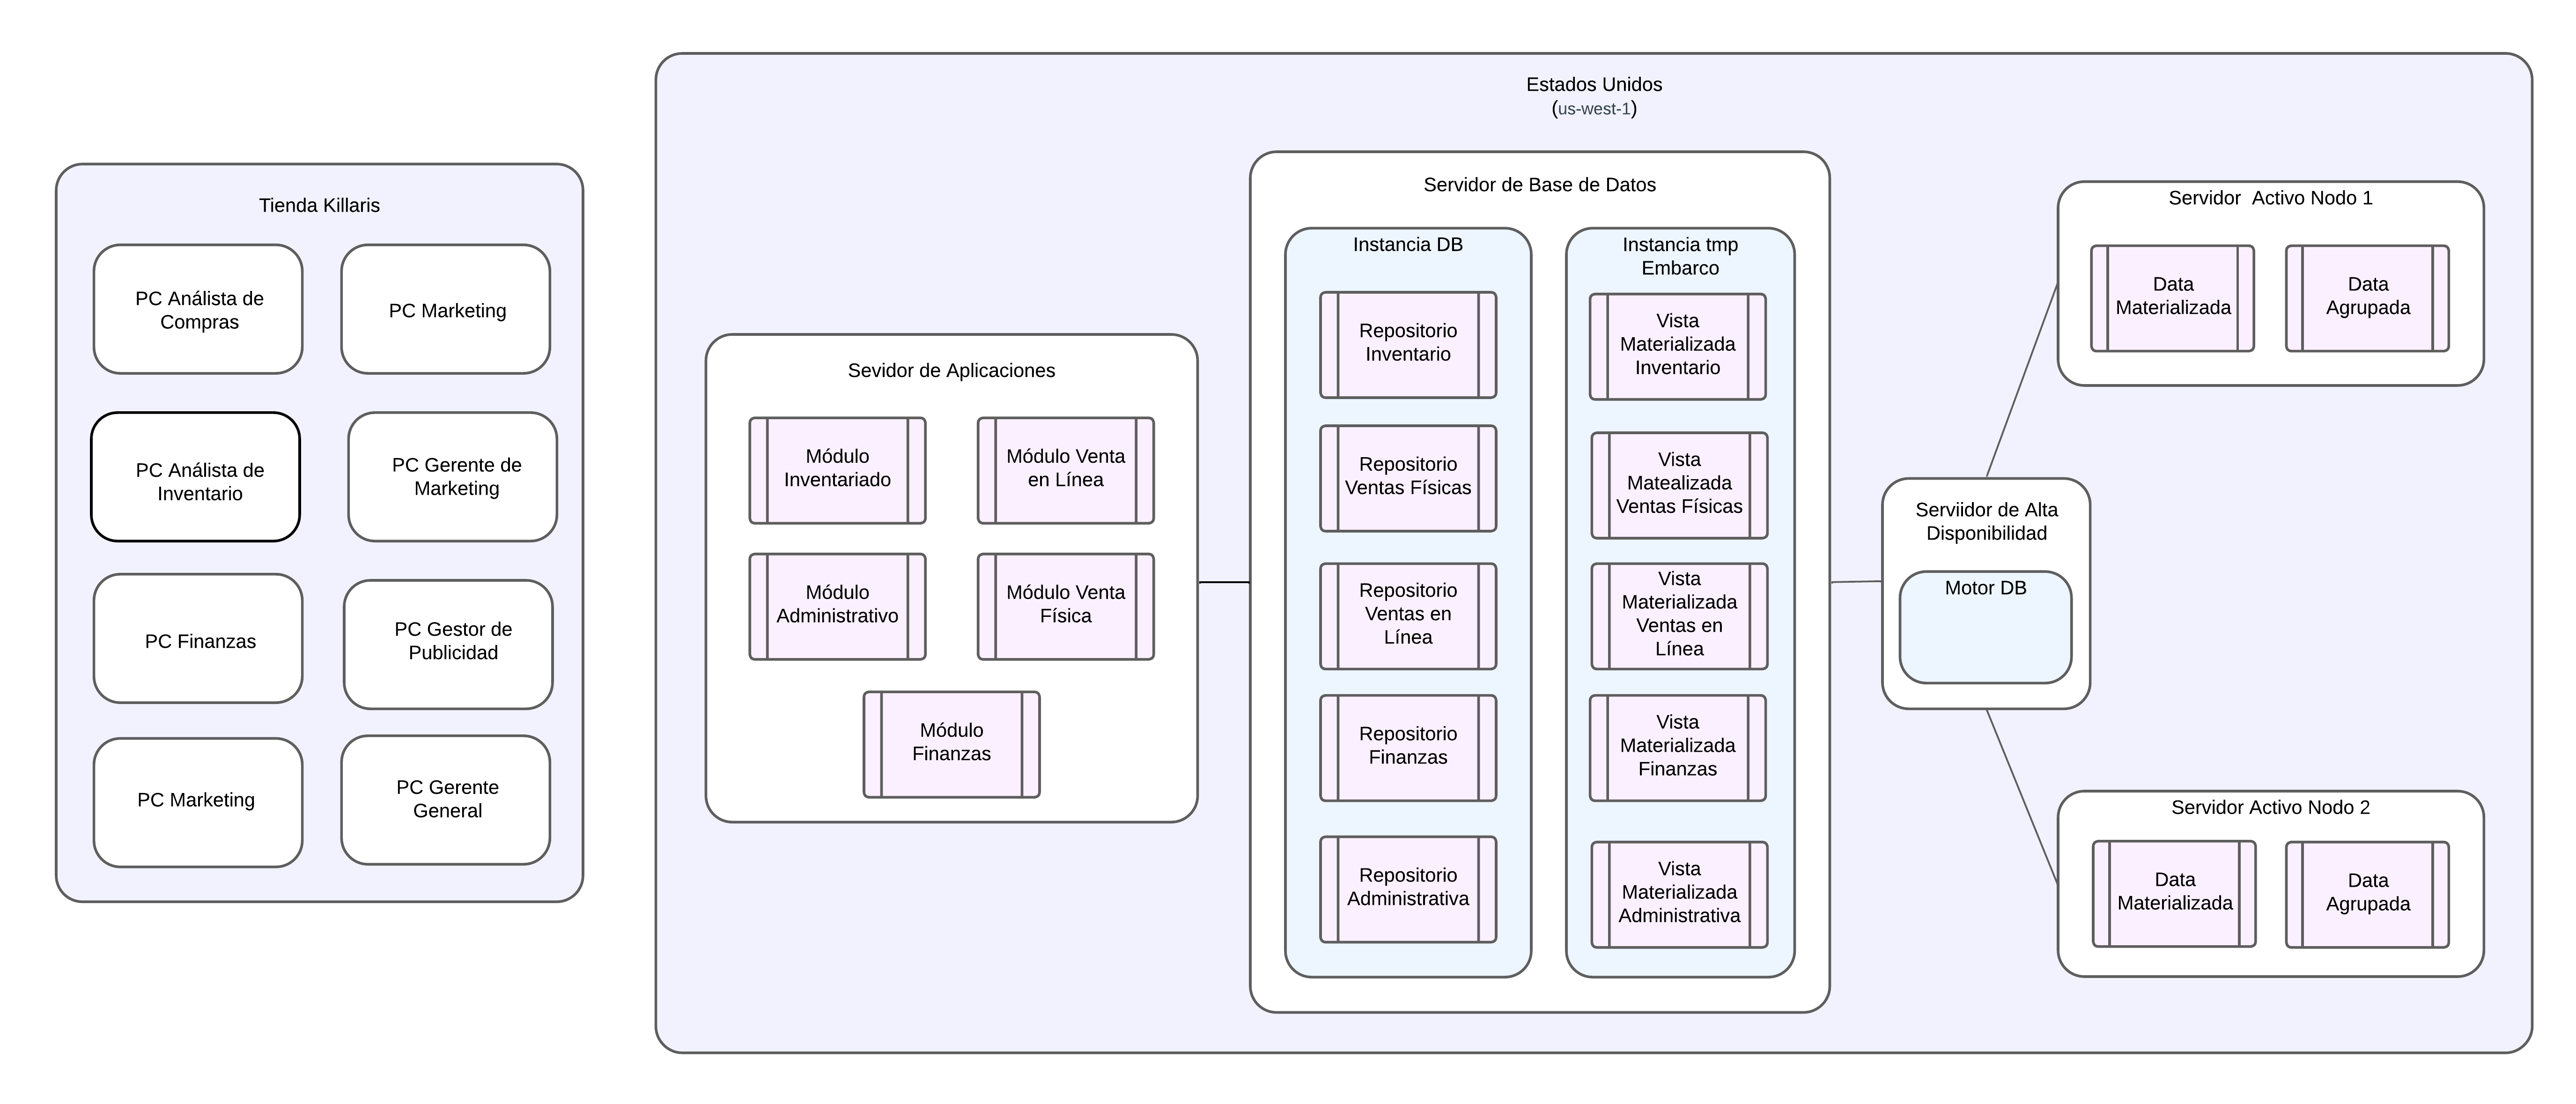 Estados Unidos
(us-west-1)
Tienda Killaris
PC Análista de
Compras
PC Marketing
PC Análista de
Inventario
PC Gerente de
Marketing
PC Finanzas
PC Gestor de
Publicidad
PC Marketing
PC Gerente
General
Sevidor de Aplicaciones
Módulo
Inventariado
Módulo Venta
en Línea
Módulo
Administrativo
Módulo Venta
Física
Módulo
Finanzas
Servidor de Base de Datos
Instancia DB
Repositorio
Inventario
Repositorio
Ventas Físicas
Repositorio
Ventas en
Línea
Repositorio
Finanzas
Repositorio
Administrativa
Instancia tmp
Embarco
Vista
Materializada
Inventario
Vista
Matealizada
Ventas Físicas
Vista
Materializada
Ventas en
Línea
Vista
Materializada
Finanzas
Vista
Materializada
Administrativa
Serviidor de Alta
Disponibilidad
Motor DB
Servidor  Activo Nodo 1
Data
Materializada
Data
Agrupada
Servidor Activo Nodo 2
Data
Materializada
Data
Agrupada